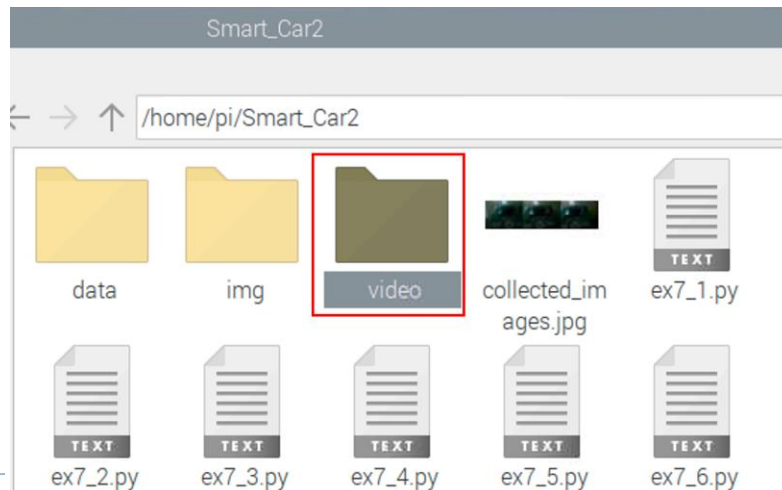 Smart_Car2
/home/pi/Smart_Car2
data
img
video
collected_im
ages.jpg
TEXT
ex7_1.py
TEXT
ex7_2.py
TEXT
ex7_3.py
TEXT
ex7_4.py
TEXT
ex7_5.py
TEXT
ex7_6.py